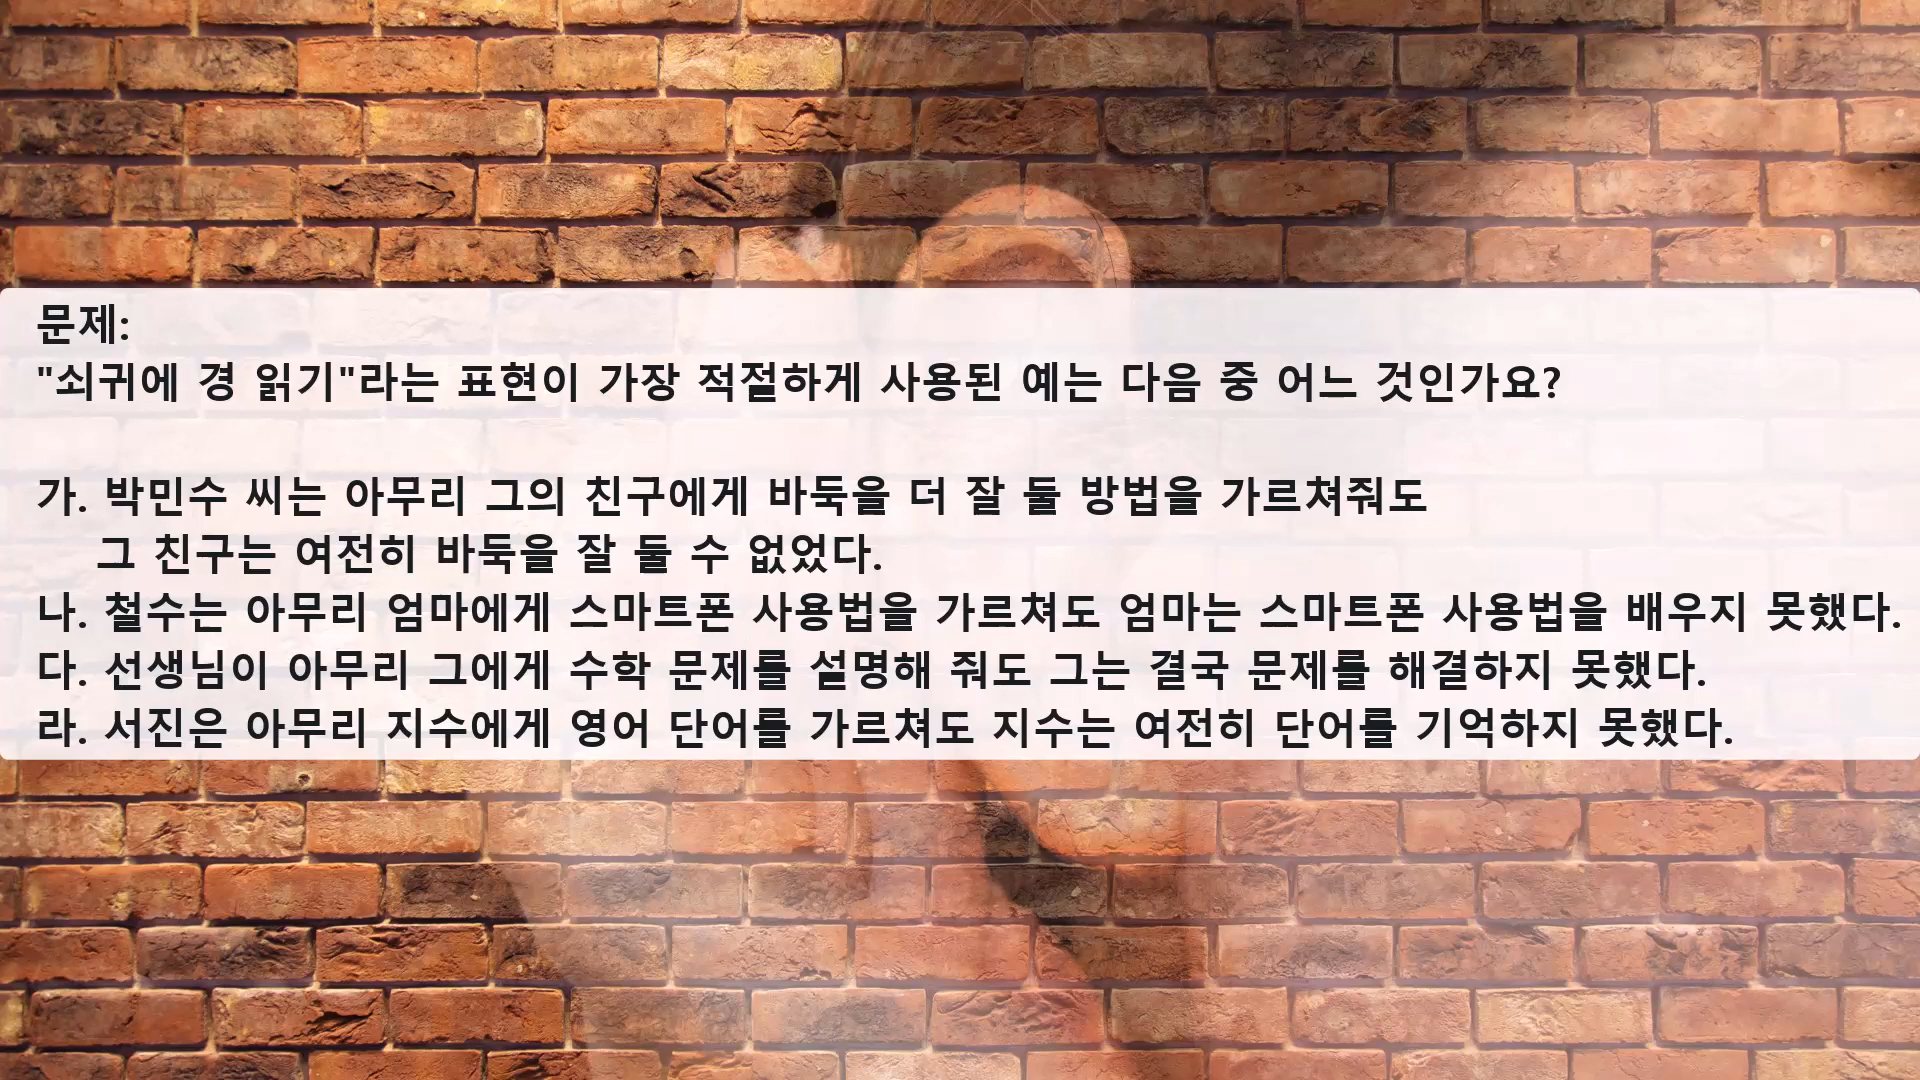 문제:
"쇠귀에 경 읽기"라는 표현이 가장 적절하게 사용된 예는 다음 중 어느 것인가요?
가. 박민수 씨는 아무리 그의 친구에게 바둑을 더 잘 둘 방법을 가르쳐줘도
그 친구는 여전히 바둑을 잘 둘 수 없었다.
나. 철수는 아무리 엄마에게 스마트폰 사용법을 가르쳐도 엄마는 스마트폰 사용법을 배우지 못했다.
다. 선생님이 아무리 그에게 수학 문제를 설명해 줘도 그는 결국 문제를 해결하지 못했다.
라. 서진은 아무리 지수에게 영어 단어를 가르쳐도 지수는 여전히 단어를 기억하지 못했다.